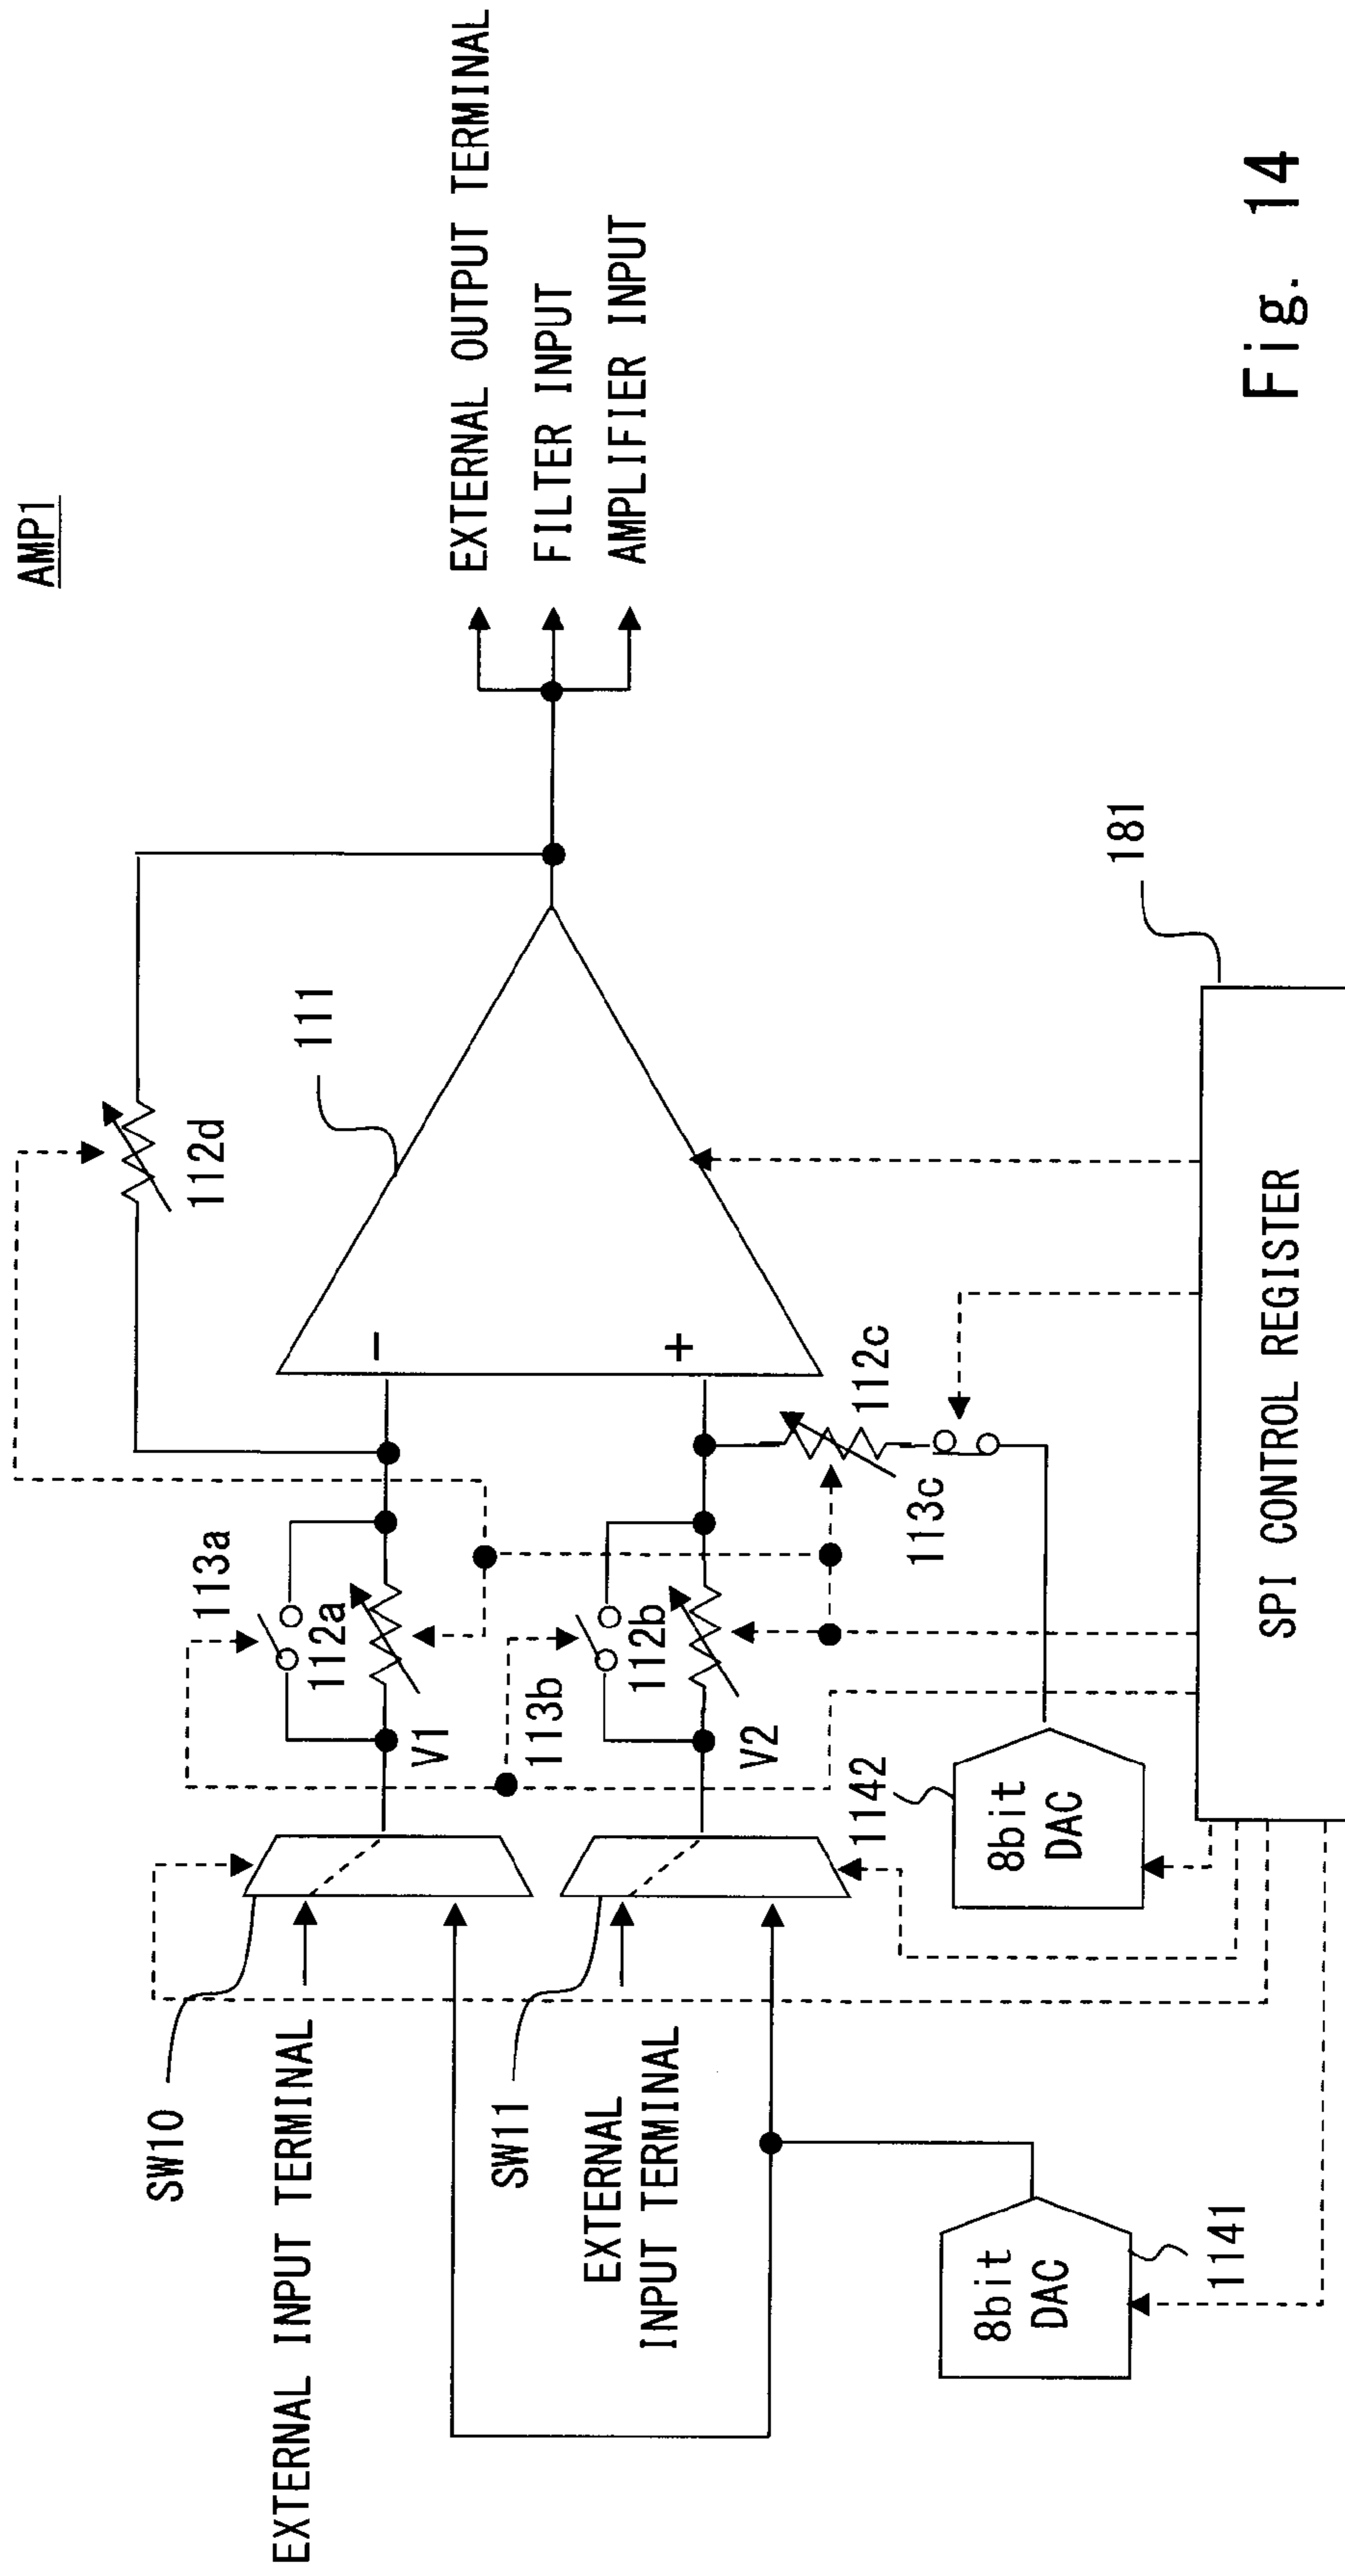 AMP1
EXTERNAL OUTPUT TERMINAL
FILTER INPUT
AMPLIFIER INPUT
112d
111
-
+
113a
112a
V1
SW10
EXTERNAL INPUT TERMINAL
113b
112b
V2
SW11
EXTERNAL
INPUT TERMINAL
112c
113c
1142
8bit
DAC
8bit
DAC
1141
181
SPI CONTROL REGISTER
Fig. 14